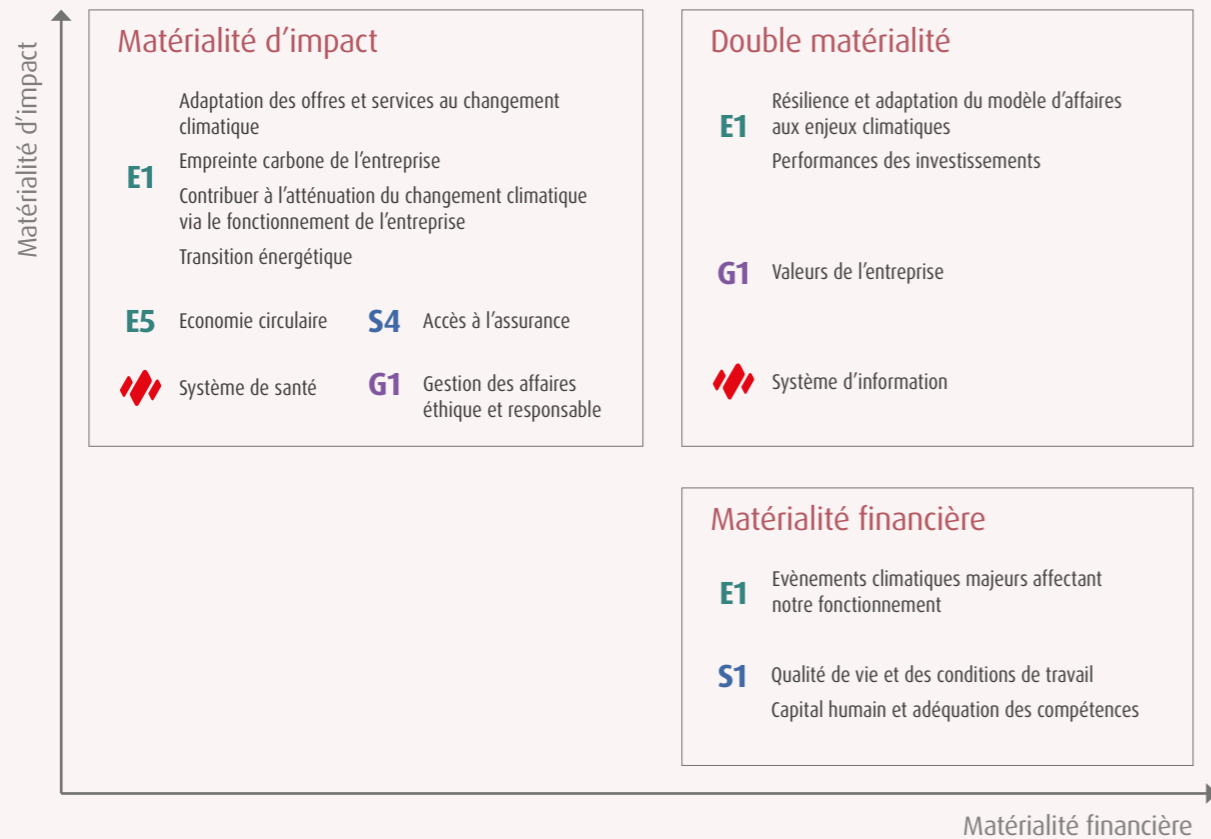 Matérialité d’impact
Matérialité d’impact
E1
Adaptation des offres et services au changement
climatique
Empreinte carbone de l’entreprise
Contribuer à l’atténuation du changement climatique
via le fonctionnement de l’entreprise
Transition énergétique
E5 Economie circulaire
S4 Accès à l’assurance
Système de santé
G1 Gestion des affaires
éthique et responsable
Double matérialité
E1
Résilience et adaptation du modèle d’affaires
aux enjeux climatiques
Performances des investissements
G1 Valeurs de l’entreprise
Système d’information
Matérialité financière
E1
Evènements climatiques majeurs affectant
notre fonctionnement
S1 Qualité de vie et des conditions de travail
Capital humain et adéquation des compétences
Matérialité financière